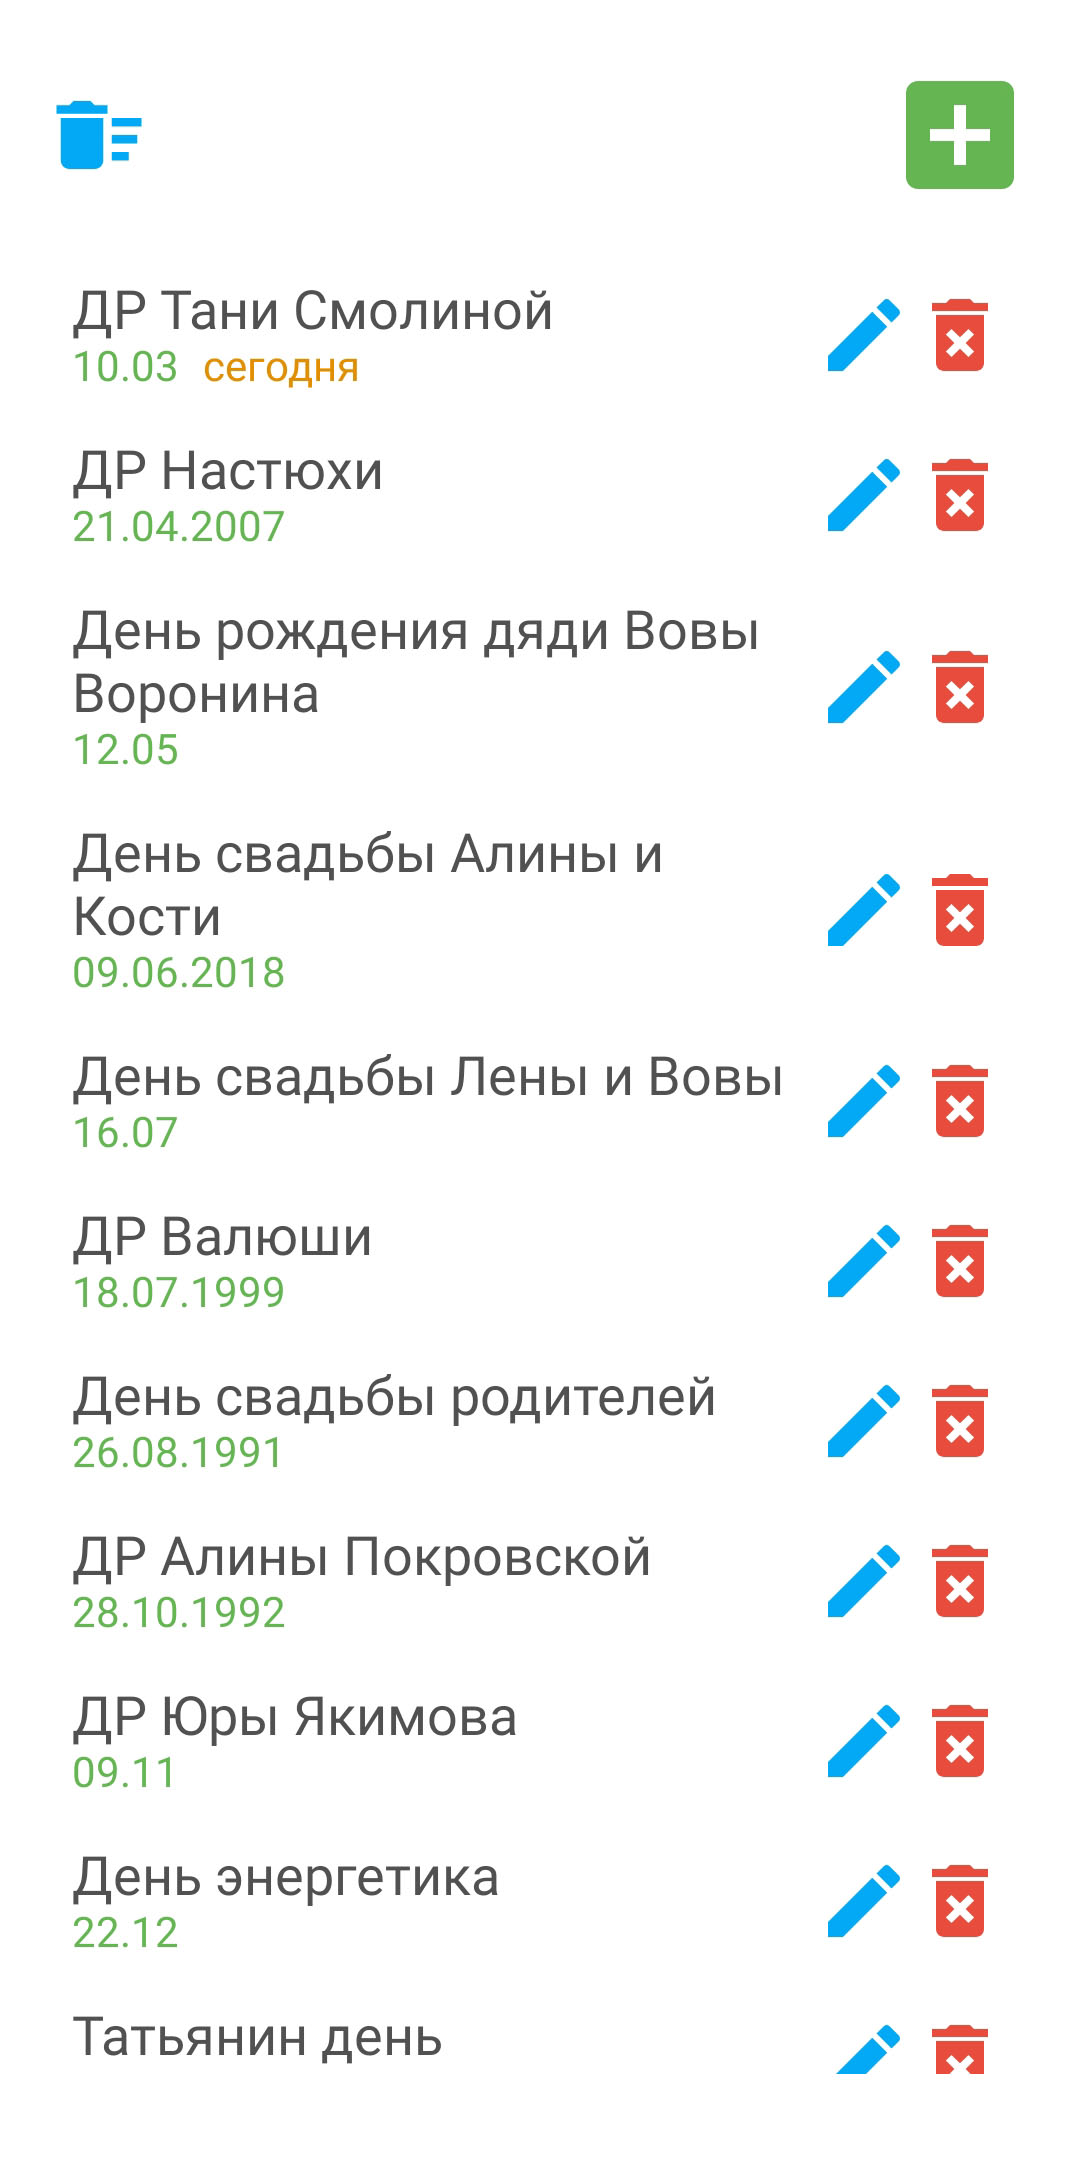 ДР Тани Смолиной
10.03 сегодня
ДР Настюхи
21.04.2007
День рождения дяди Вовы
Воронина
12.05
День свадьбы Алины и
Кости
09.06.2018
День свадьбы Лены и Вовы
16.07
ДР Валюши
18.07.1999
День свадьбы родителей
26.08.1991
ДР Алины Покровской
28.10.1992
ДР Юры Якимова
09.11
День энергетика
22.12
Татьянин день